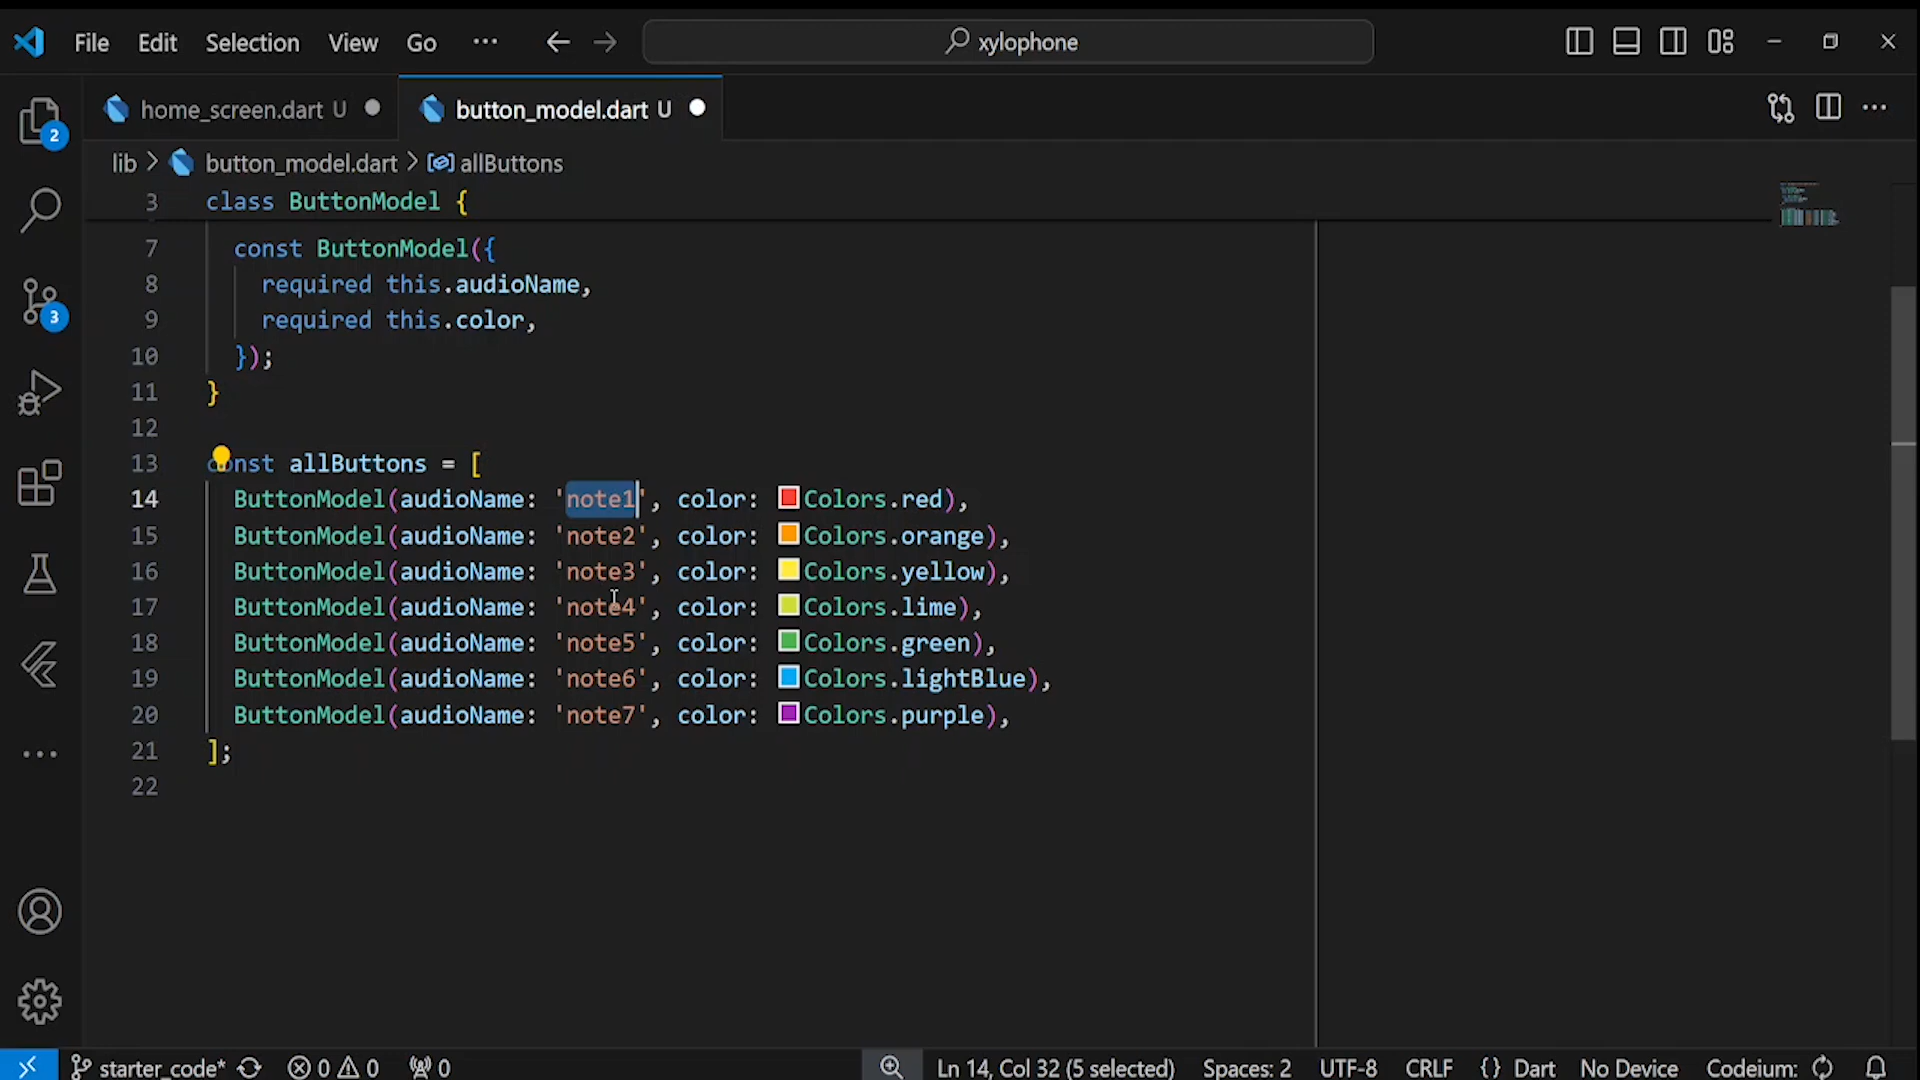 File Edit Selection View Go ··· xylophone
home_screen.dart U button_model.dart U
lib > button_model.dart > allButtons
3 class ButtonModel {
7 const ButtonModel({
8 required this.audioName,
9 required this.color,
10 });
11 }
12
13 const allButtons = [
14 ButtonModel(audioName: 'note1', color: Colors.red),
15 ButtonModel(audioName: 'note2', color: Colors.orange),
16 ButtonModel(audioName: 'note3', color: Colors.yellow),
17 ButtonModel(audioName: 'note4', color: Colors.lime),
18 ButtonModel(audioName: 'note5', color: Colors.green),
19 ButtonModel(audioName: 'note6', color: Colors.lightBlue),
20 ButtonModel(audioName: 'note7', color: Colors.purple),
21 ];
22
2
3
starter_code* 0 0 0 Ln 14, Col 32 (5 selected) Spaces: 2 UTF-8 CRLF {} Dart No Device Codeium: